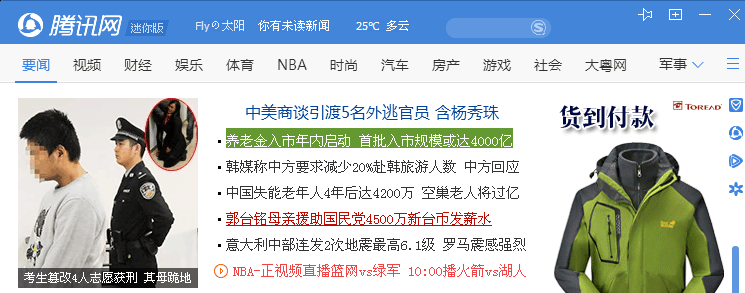 腾讯网 迷你版 Flyの太阳 你有未读新闻 25℃ 多云
要闻 视频 财经 娱乐 体育 NBA 时尚 汽车 房产 游戏 社会 大粤网 军事
中美商谈引渡5名外逃官员 含杨秀珠
养老金入市年内启动 首批入市规模或达4000亿
韩媒称中方要求减少20%赴韩旅游人数 中方回应
中国失能老年人4年后达4200万 空巢老人将过亿
郭台铭母亲援助国民党4500万新台币发薪水
意大利中部连发2次地震最高6.1级 罗马震感强烈
NBA-正视频直播篮网vs绿军 10:00播火箭vs湖人
考生篡改4人志愿获刑 其母跪地
货到付款
TOREAD